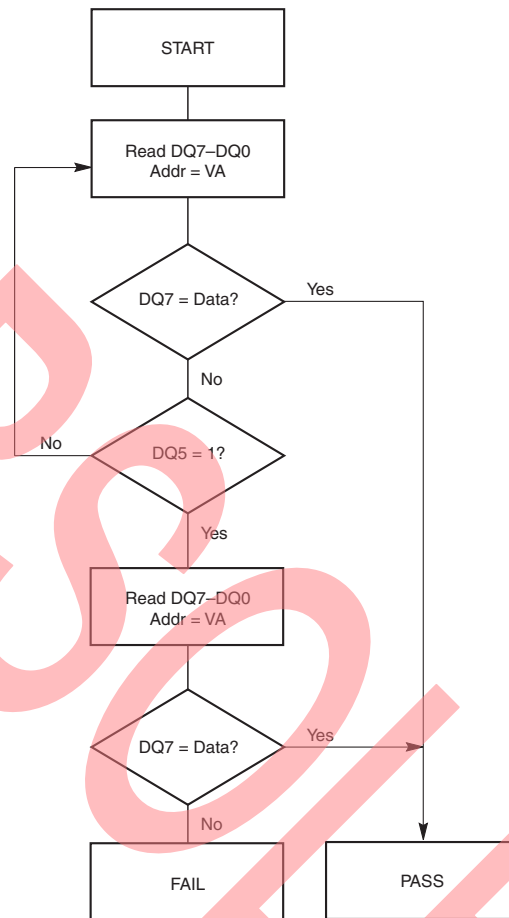 START
Read DQ7–DQ0
Addr = VA
DQ7 = Data?
Yes
No
DQ5 = 1?
No
Yes
Read DQ7–DQ0
Addr = VA
DQ7 = Data?
Yes
No
FAIL
PASS